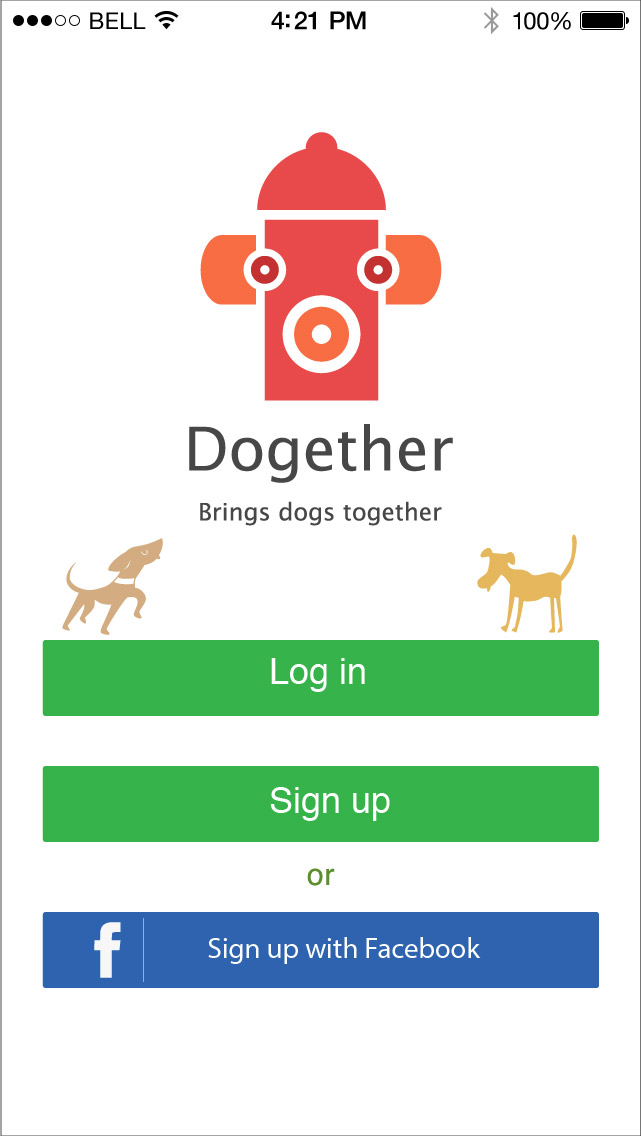 BELL 4:21 PM 100%
Dogether
Brings dogs together
Log in
Sign up
or
f Sign up with Facebook